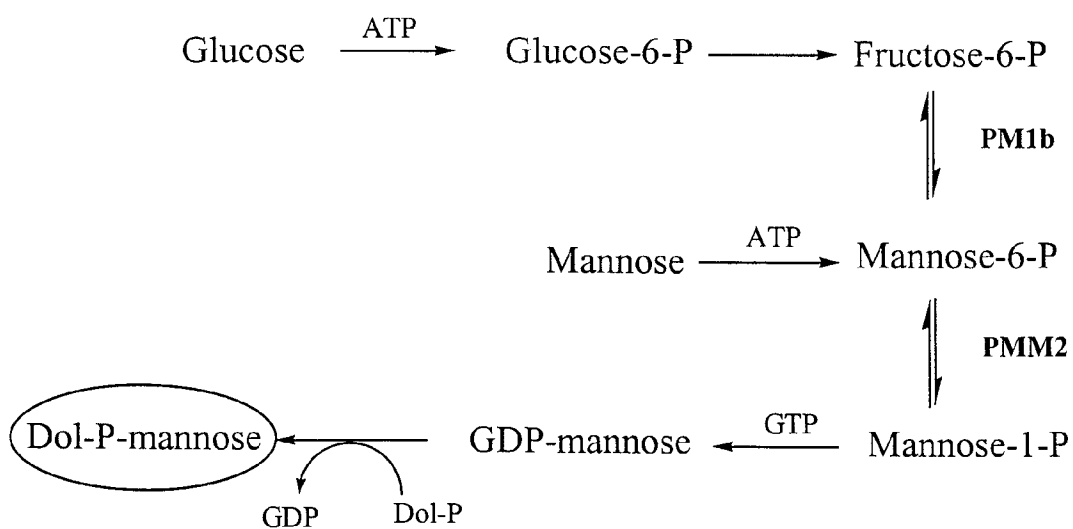 Glucose ATP Glucose-6-P Fructose-6-P
PM1b
Mannose ATP Mannose-6-P
PMM2
Dol-P-mannose GDP-mannose GTP Mannose-1-P
GDP Dol-P